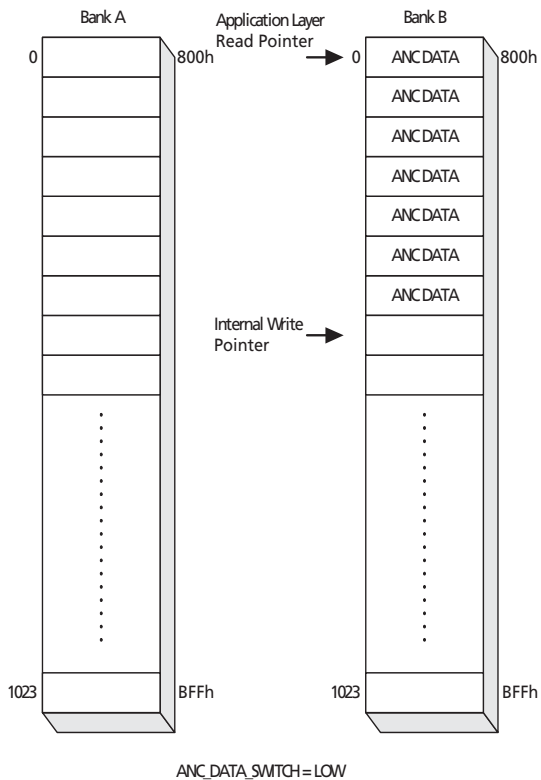 Bank A
Application Layer
Read Pointer
Bank B
0
800h
0
ANC DATA
800h
ANC DATA
ANC DATA
ANC DATA
ANC DATA
ANC DATA
ANC DATA
Internal Write
Pointer
1023
BFFh
1023
BFFh
ANC_DATA_SWITCH = LOW